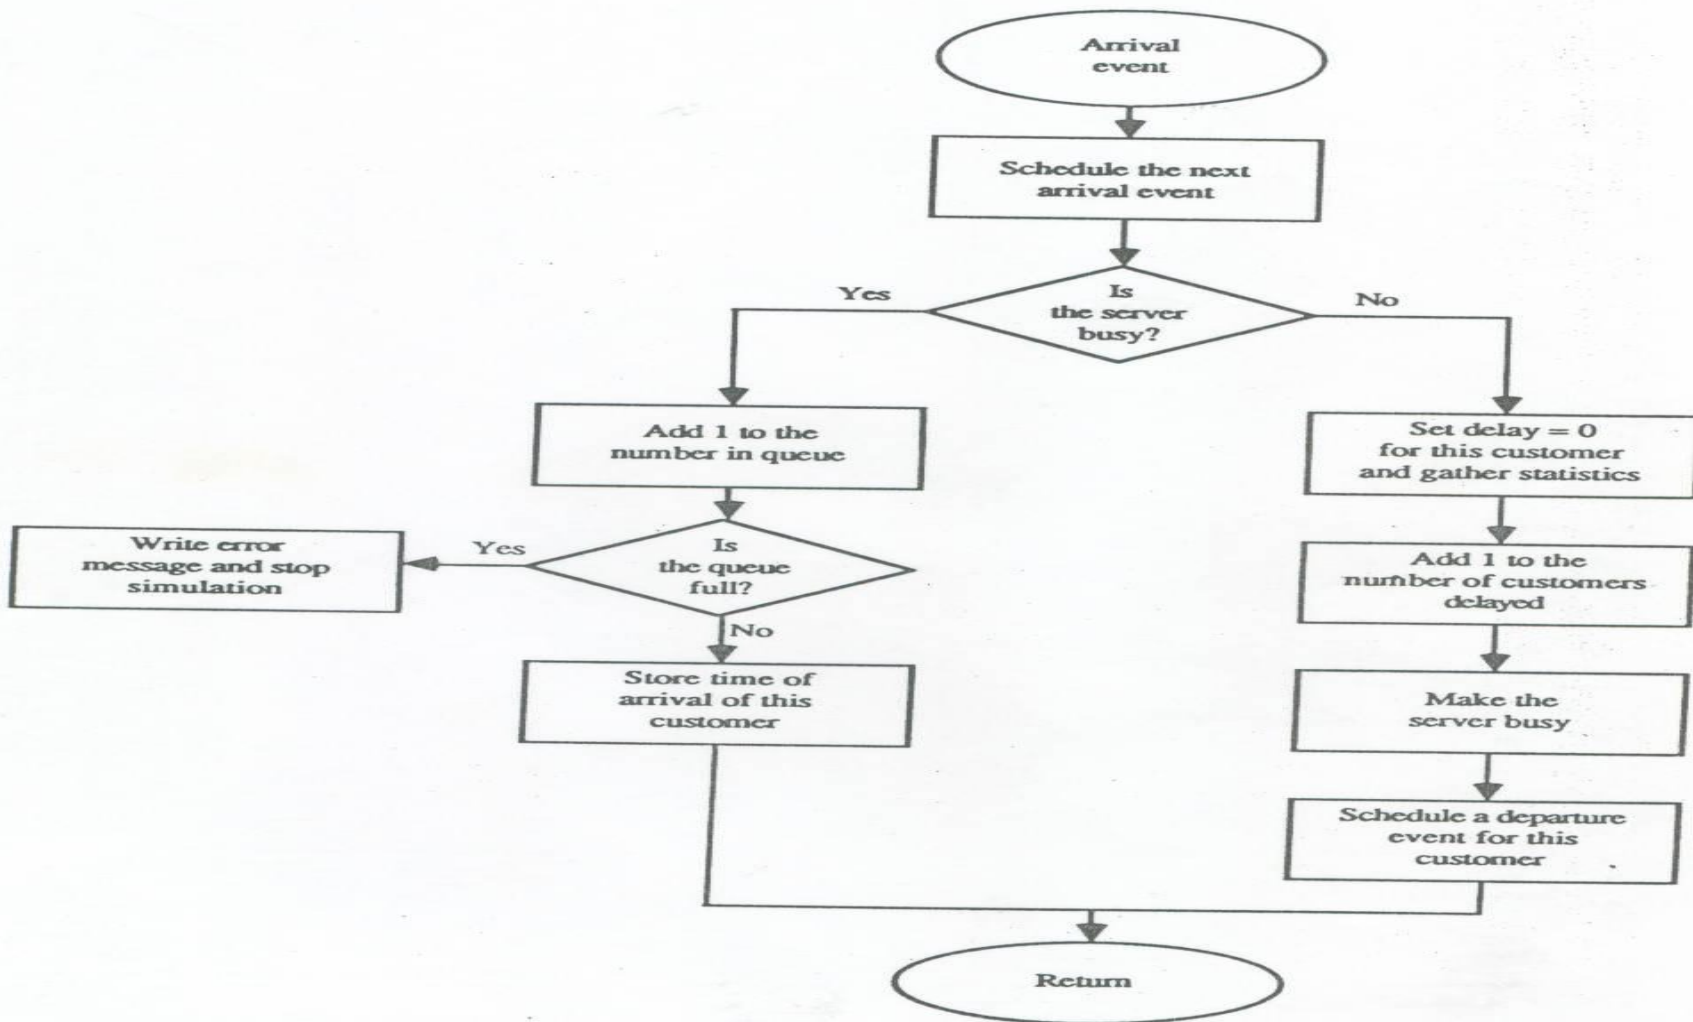 Arrival
event
Schedule the next
arrival event
Is
the server
busy?
Yes
No
Add 1 to the
number in queue
Set delay = 0
for this customer
and gather statistics
Is
the queue
full?
Yes
No
Write error
message and stop
simulation
Add 1 to the
number of customers
delayed
Store time of
arrival of this
customer
Make the
server busy
Schedule a departure
event for this
customer
Return